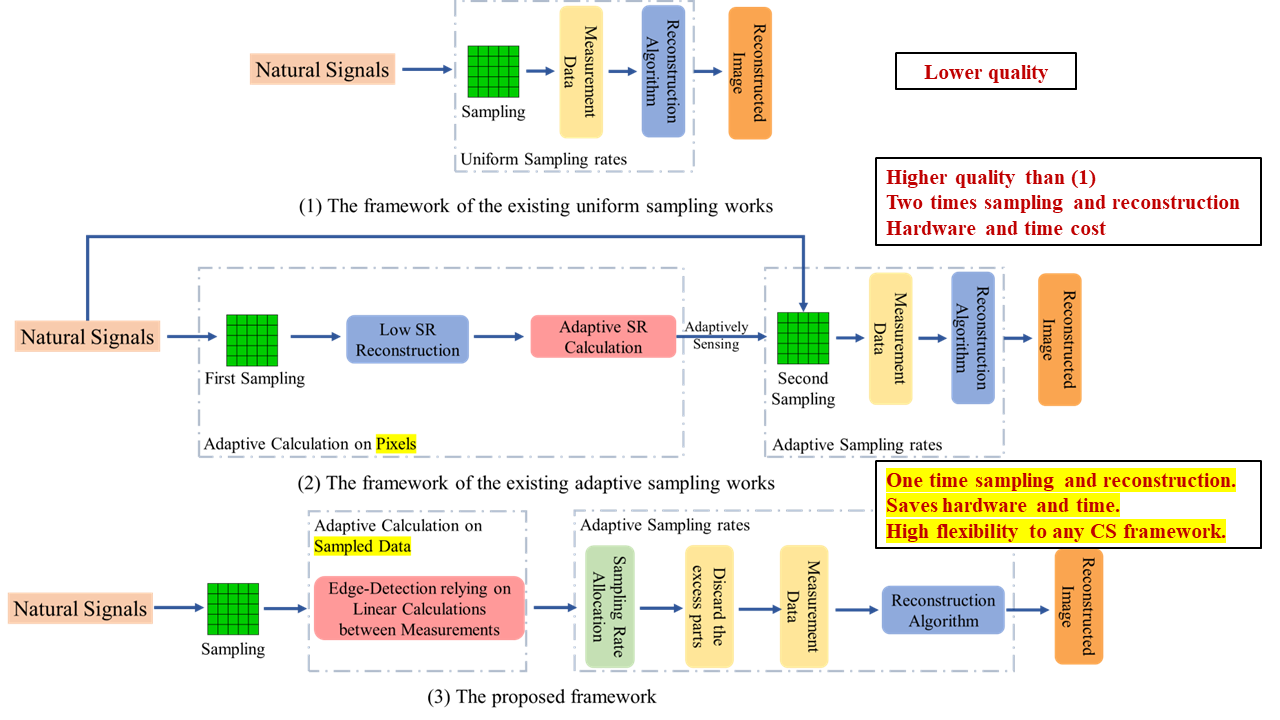 Natural Signals
Sampling
Measurement
Data
Reconstruction
Algorithm
Reconstructed
Image
Uniform Sampling rates
Lower quality
(1) The framework of the existing uniform sampling works
Higher quality than (1)
Two times sampling and reconstruction
Hardware and time cost
Natural Signals
First Sampling
Low SR
Reconstruction
Adaptive SR
Calculation
Adaptive Calculation on Pixels
Adaptively
Sensing
Second
Sampling
Measurement
Data
Reconstruction
Algorithm
Reconstructed
Image
Adaptive Sampling rates
(2) The framework of the existing adaptive sampling works
One time sampling and reconstruction.
Saves hardware and time.
High flexibility to any CS framework.
Natural Signals
Sampling
Adaptive Calculation on
Sampled Data
Edge-Detection relying on
Linear Calculations
between Measurements
Adaptive Sampling rates
Sampling Rate
Allocation
Discard the
excess parts
Measurement
Data
Reconstruction
Algorithm
Reconstructed
Image
(3) The proposed framework